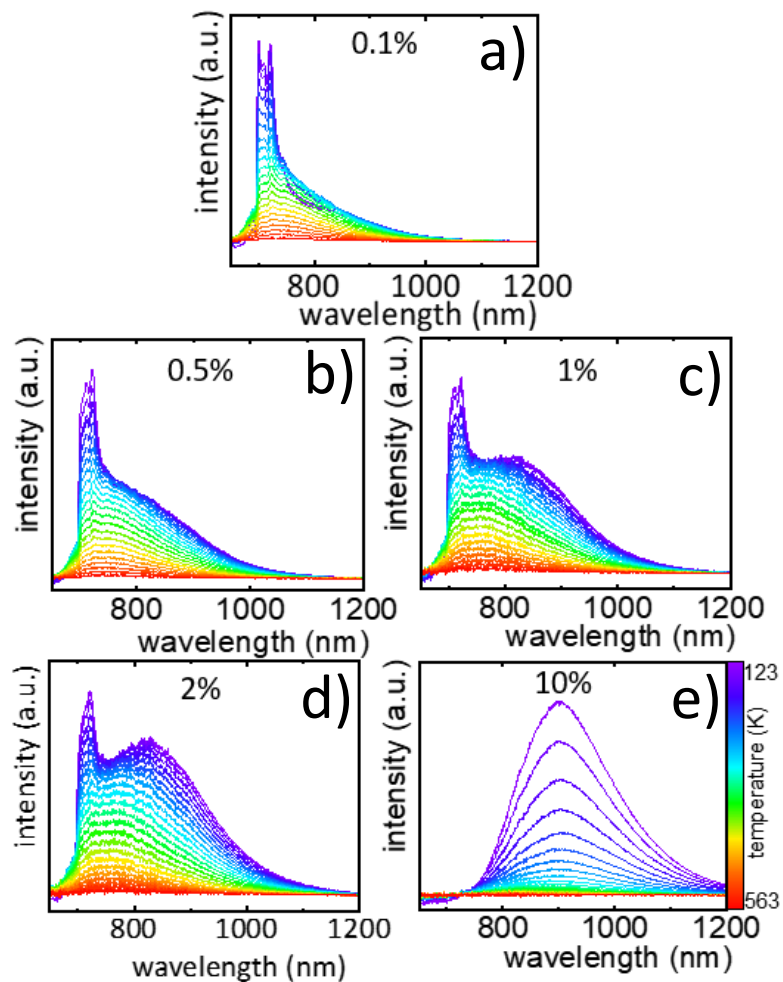 0.1%
a)
intensity (a.u.)
800
1000
1200
wavelength (nm)
0.5%
b)
intensity (a.u.)
800
1000
1200
wavelength (nm)
1%
c)
intensity (a.u.)
800
1000
1200
wavelength (nm)
2%
d)
intensity (a.u.)
800
1000
1200
wavelength (nm)
10%
e)
intensity (a.u.)
800
1000
1200
wavelength (nm)
123
temperature (K)
563